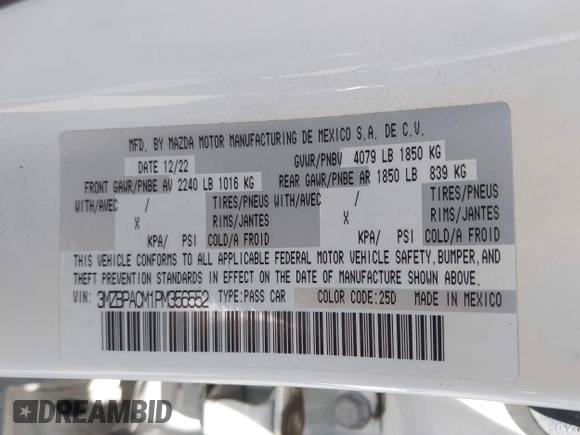 MFD. BY MAZDA MOTOR MANUFACTURING DE MEXICO S.A. DE C.V.
DATE 12/22 GVWR/PNBV 4079 LB 1850 KG
FRONT GAWR/PNBE AV 2240 LB 1016 KG REAR GAWR/PNBE AR 1850 LB 839 KG
WITH/AVEC / TIRES/PNEUS WITH/AVEC / TIRES/PNEUS
X RIMS/JANTES X RIMS/JANTES
KPA/ PSI COLD/A FROID KPA/ PSI COLD/A FROID
THIS VEHICLE CONFORMS TO ALL APPLICABLE FEDERAL MOTOR VEHICLE SAFETY, BUMPER, AND
THEFT PREVENTION STANDARDS IN EFFECT ON THE DATE OF MANUFACTURE SHOWN ABOVE.
VIN: 3MZBPACM1PM356552 TYPE:PASS CAR COLOR CODE:25D MADE IN MEXICO
DREAMBID